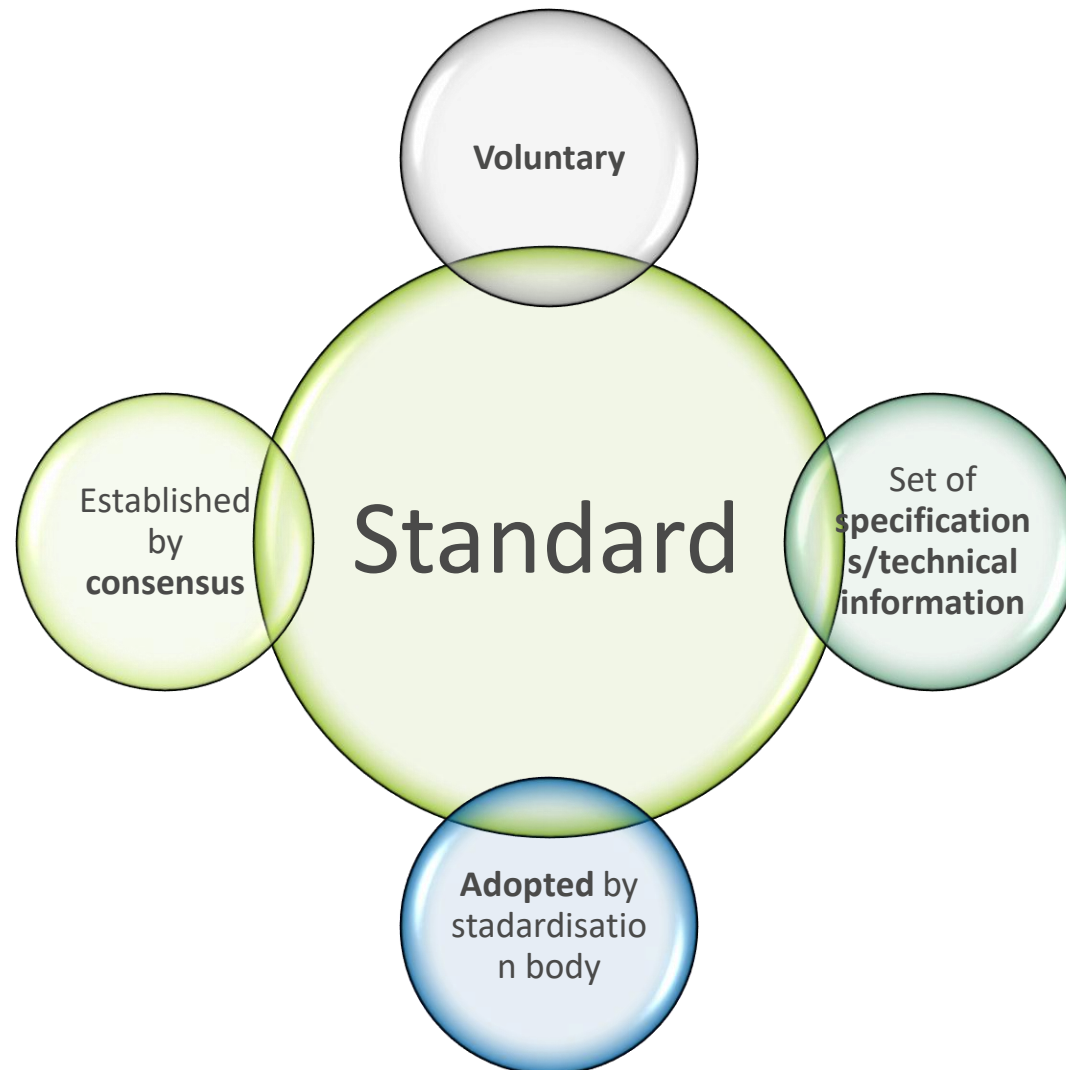 Voluntary
Established
by
consensus
Standard
Set of
specification
s/technical
information
Adopted by
stadardisatio
n body